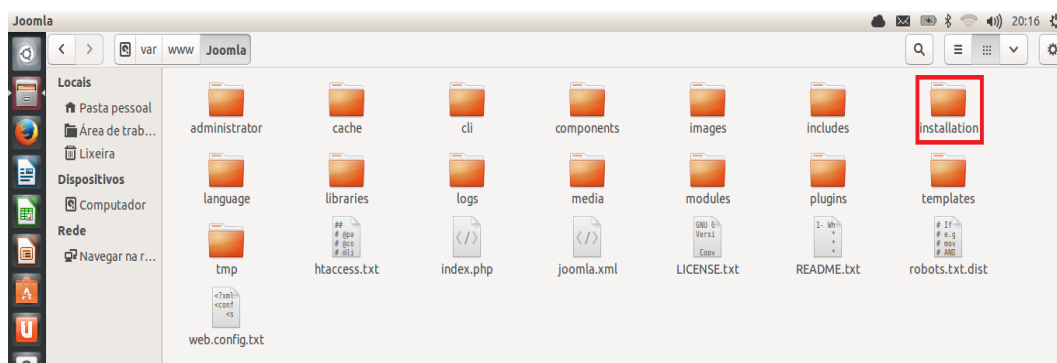 Joomla
20:16
var www Joomla
Locais
Pasta pessoal
Área de trab...
Lixeira
Dispositivos
Computador
Rede
Navegar na r...
administrator cache cli components images includes installation
language libraries logs media modules plugins templates
tmp htaccess.txt index.php joomla.xml LICENSE.txt README.txt robots.txt.dist
web.config.txt